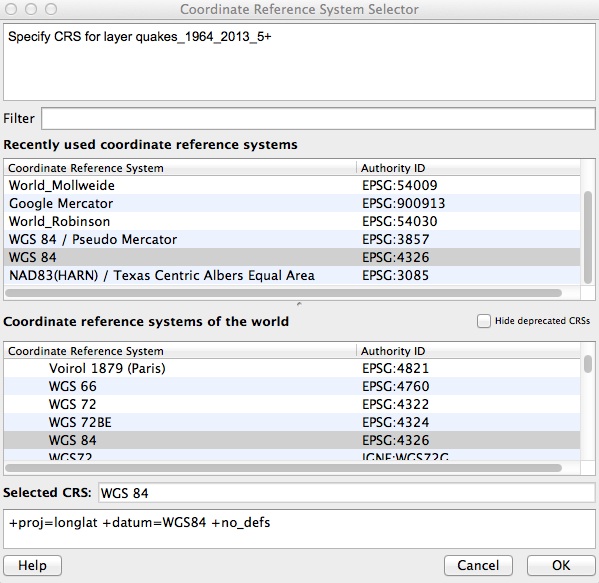 Coordinate Reference System Selector
Specify CRS for layer quakes_1964_2013_5+
Filter
Recently used coordinate reference systems
Coordinate Reference System Authority ID
World_Mollweide EPSG:54009
Google Mercator EPSG:900913
World_Robinson EPSG:54030
WGS 84 / Pseudo Mercator EPSG:3857
WGS 84 EPSG:4326
NAD83(HARN) / Texas Centric Albers Equal Area EPSG:3085
Coordinate reference systems of the world Hide deprecated CRSs
Coordinate Reference System Authority ID
Voirol 1879 (Paris) EPSG:4821
WGS 66 EPSG:4760
WGS 72 EPSG:4322
WGS 72BE EPSG:4324
WGS 84 EPSG:4326
WGS72 IGNF:WGS72G
Selected CRS: WGS 84
+proj=longlat +datum=WGS84 +no_defs
Help Cancel OK